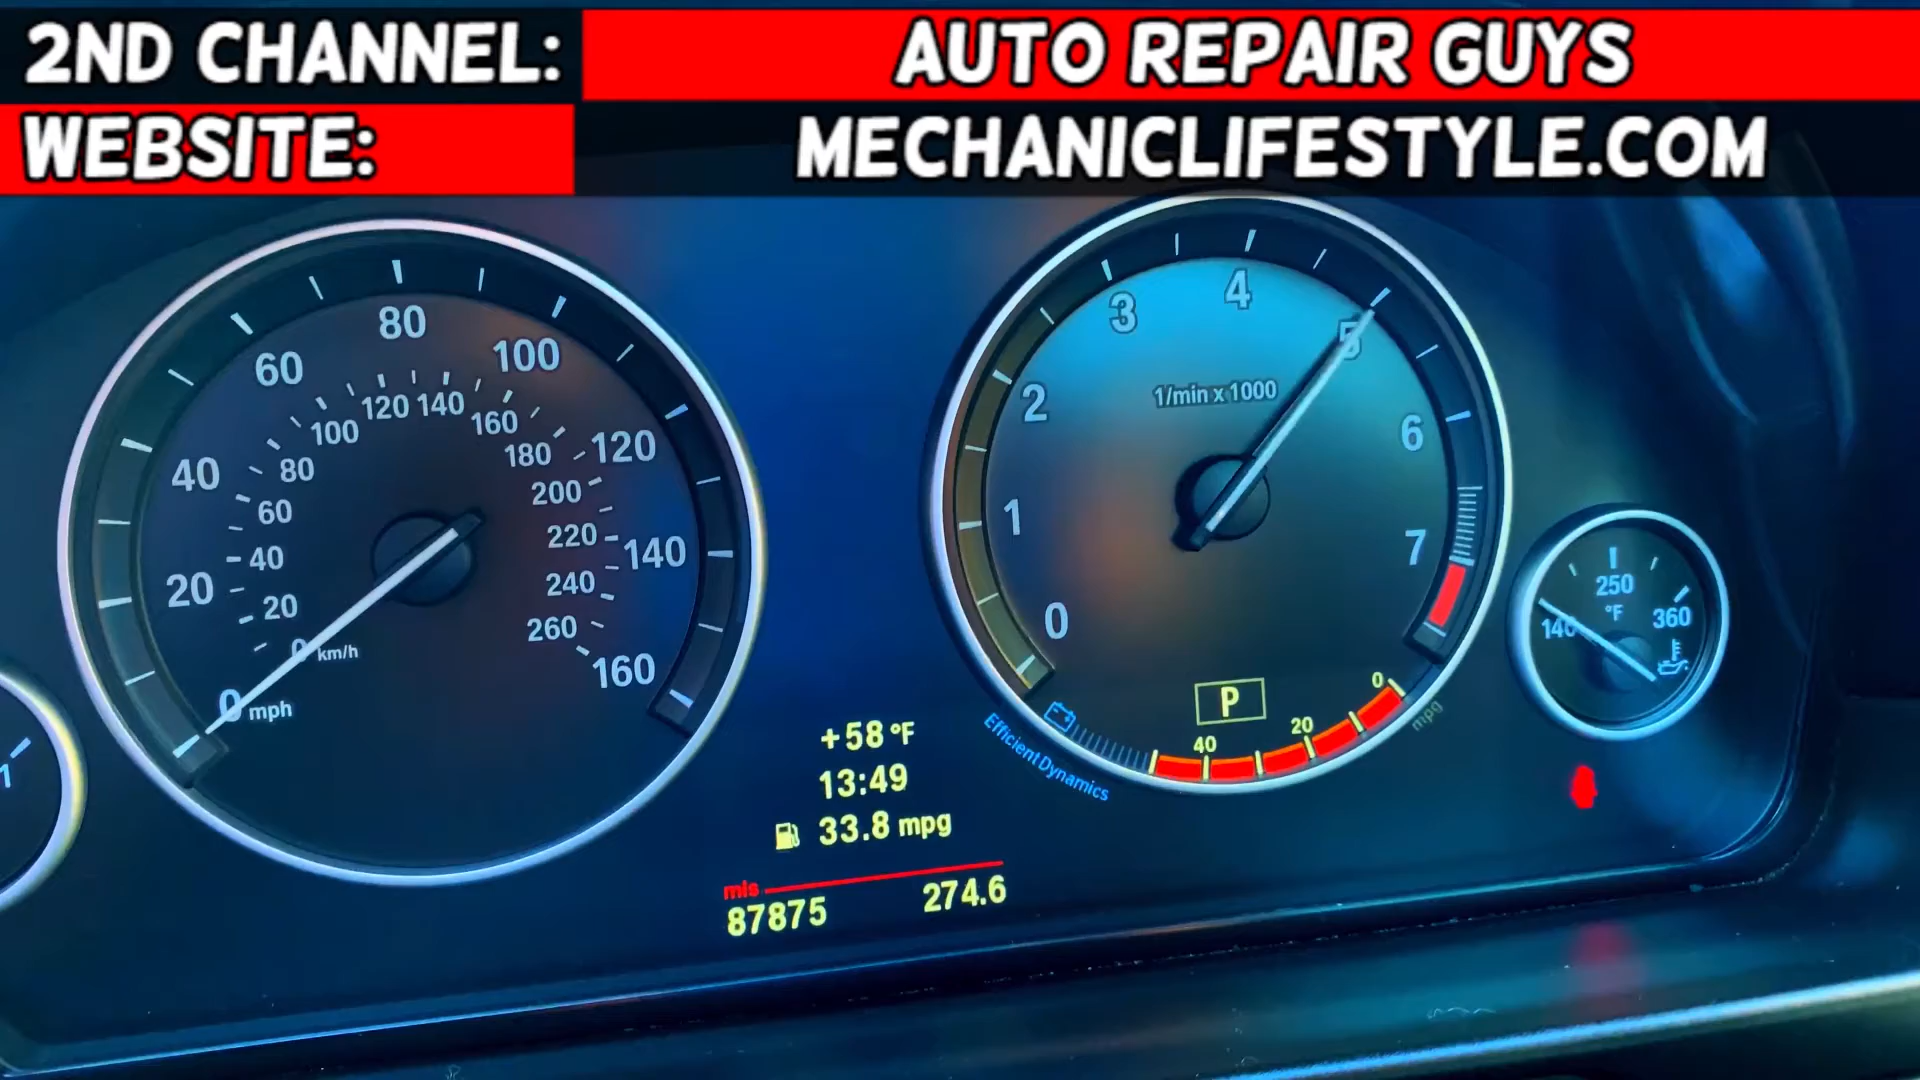 2ND CHANNEL: AUTO REPAIR GUYS
WEBSITE: MECHANICLIFESTYLE.COM
0 20 40 60 80 100 120 140 160
mph
0 20 40 60 80 100 120 140 160 180 200 220 240 260
km/h
0 1 2 3 4 5 6 7
1/min x 1000
P
40 20 0
mpg
EfficientDynamics
140 250 360
°F
1
+58 °F
13:49
33.8 mpg
mls
87875 274.6